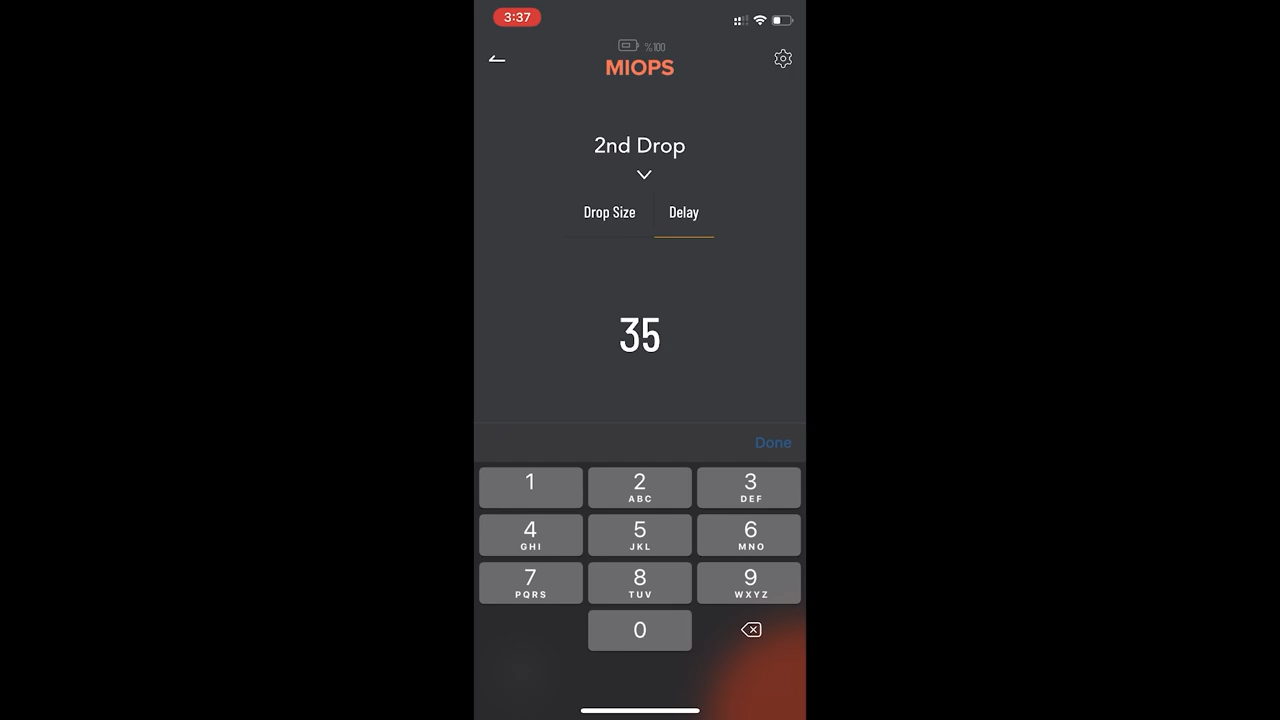 3:37
%100
MIOPS
2nd Drop
Drop Size Delay
35
Done
1 2 3
ABC DEF
4 5 6
GHI JKL MNO
7 8 9
PQRS TUV WXYZ
0